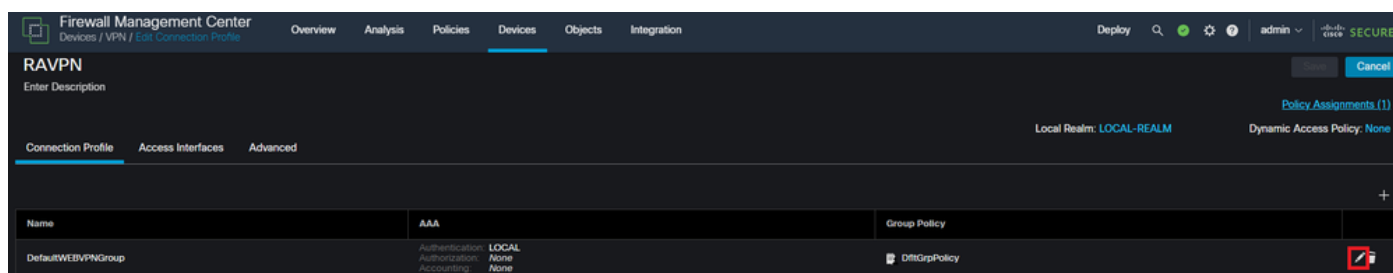 Firewall Management Center
Devices / VPN / Edit Connection Profile
Overview Analysis Policies Devices Objects Integration Deploy admin cisco SECURE
RAVPN
Save Cancel
Enter Description
Policy Assignments (1)
Local Realm: LOCAL-REALM Dynamic Access Policy: None
Connection Profile Access Interfaces Advanced
Name AAA Group Policy
Authentication: LOCAL
DefaultWEBVPNGroup Authorization: None DfltGrpPolicy
Accounting: None